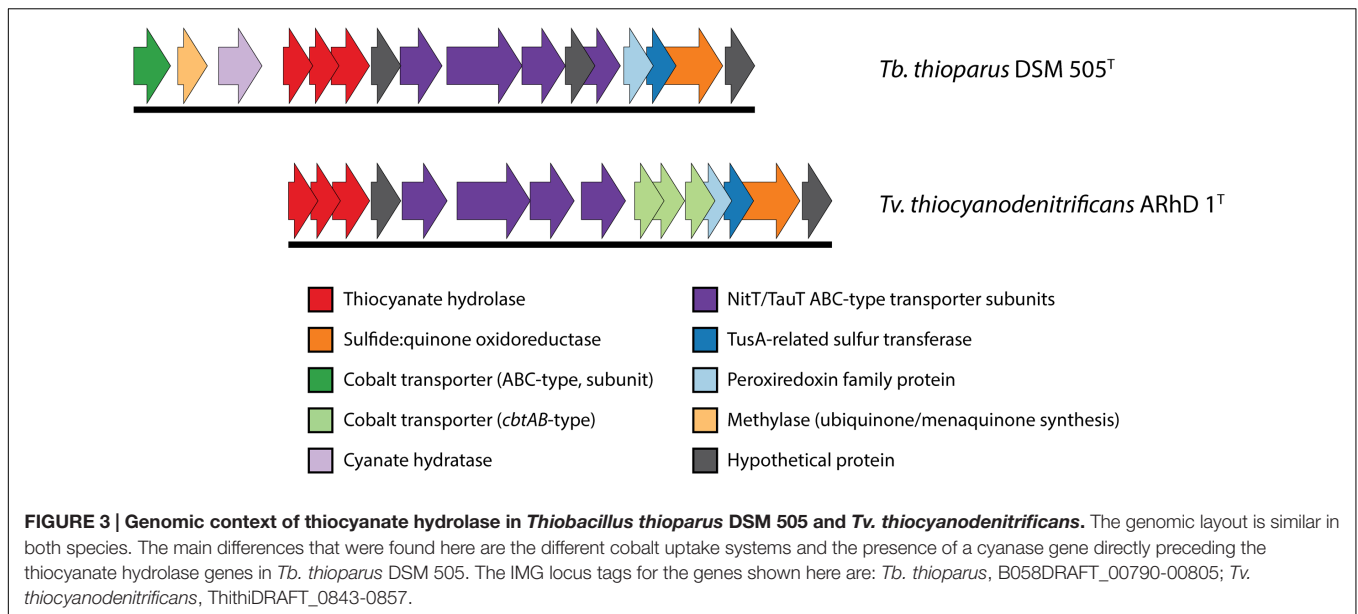 Tb. thioparus DSM 505ᵀ
Tv. thiocyanodenitrificans ARhD 1ᵀ
Thiocyanate hydrolase
Sulfide:quinone oxidoreductase
Cobalt transporter (ABC-type, subunit)
Cobalt transporter (cbtAB-type)
Cyanate hydratase
NitT/TauT ABC-type transporter subunits
TusA-related sulfur transferase
Peroxiredoxin family protein
Methylase (ubiquinone/menaquinone synthesis)
Hypothetical protein
FIGURE 3 | Genomic context of thiocyanate hydrolase in Thiobacillus thioparus DSM 505 and Tv. thiocyanodenitrificans. The genomic layout is similar in
both species. The main differences that were found here are the different cobalt uptake systems and the presence of a cyanase gene directly preceding the
thiocyanate hydrolase genes in Tb. thioparus DSM 505. The IMG locus tags for the genes shown here are: Tb. thioparus, B058DRAFT_00790-00805; Tv.
thiocyanodenitrificans, ThithiDRAFT_0843-0857.